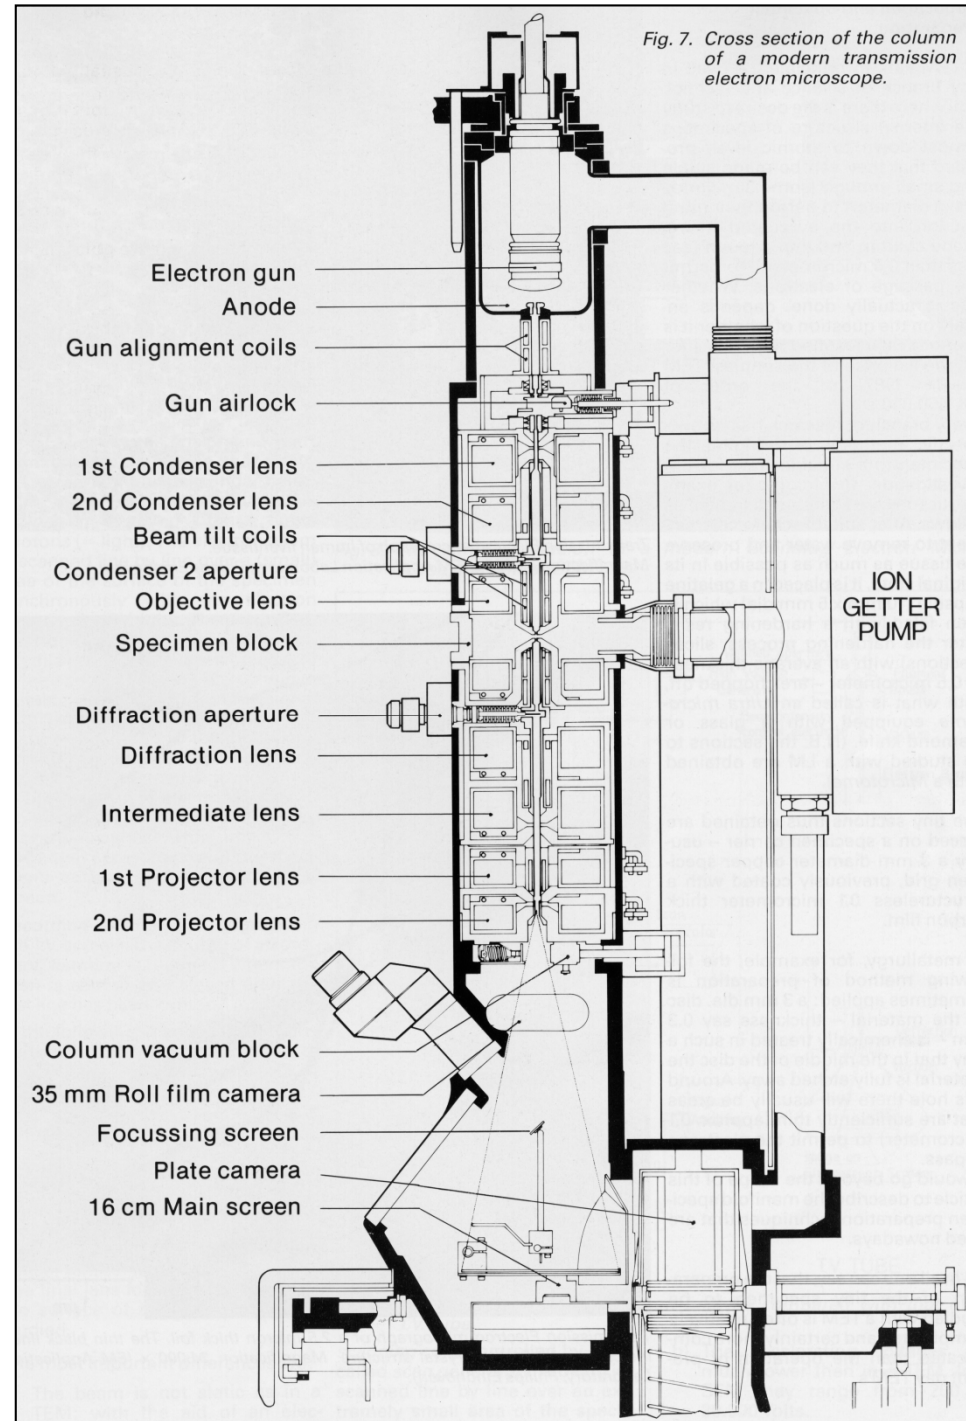 Fig. 7. Cross section of the column
of a modern transmission
electron microscope.
Electron gun
Anode
Gun alignment coils
Gun airlock
1st Condenser lens
2nd Condenser lens
Beam tilt coils
Condenser 2 aperture
Objective lens
Specimen block
Diffraction aperture
Diffraction lens
Intermediate lens
1st Projector lens
2nd Projector lens
Column vacuum block
35 mm Roll film camera
Focussing screen
Plate camera
16 cm Main screen
ION
GETTER
PUMP